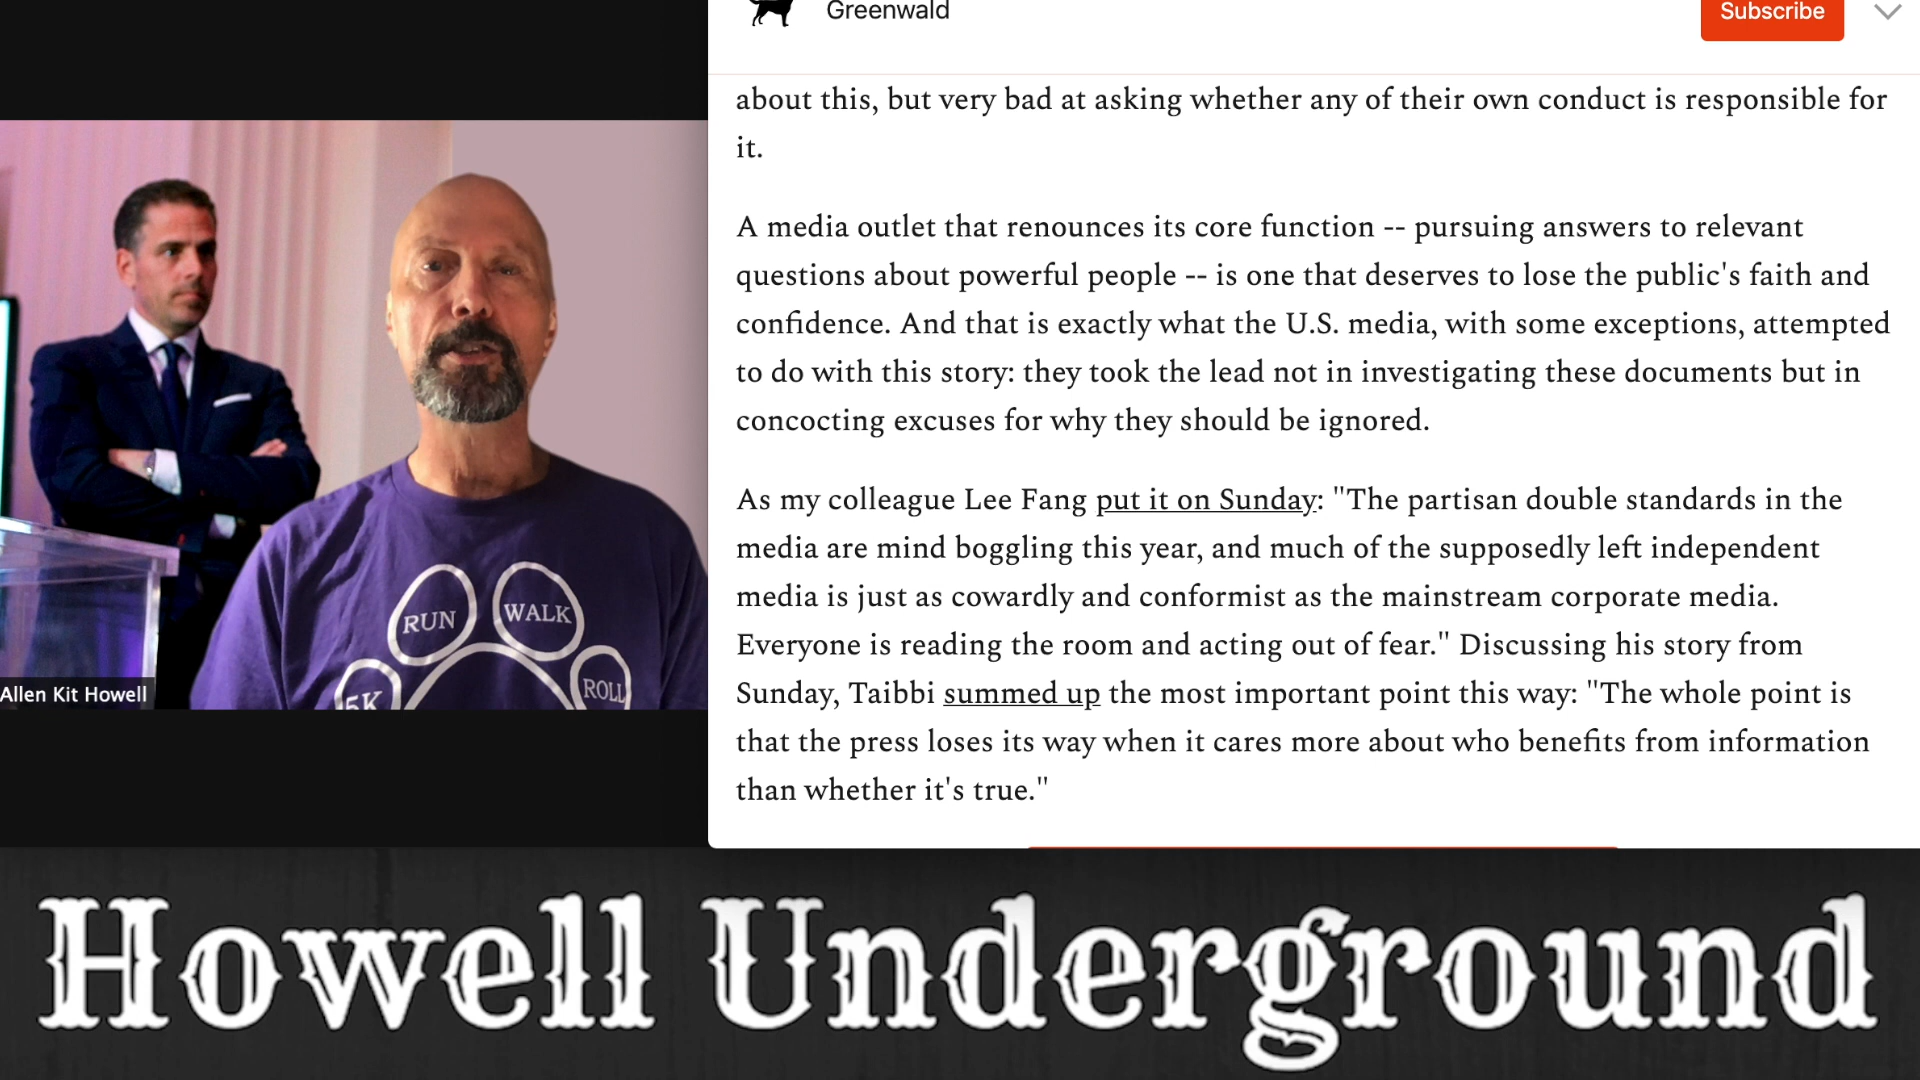 Greenwald
Subscribe
about this, but very bad at asking whether any of their own conduct is responsible for
it.
A media outlet that renounces its core function -- pursuing answers to relevant
questions about powerful people -- is one that deserves to lose the public's faith and
confidence. And that is exactly what the U.S. media, with some exceptions, attempted
to do with this story: they took the lead not in investigating these documents but in
concocting excuses for why they should be ignored.
As my colleague Lee Fang put it on Sunday: "The partisan double standards in the
media are mind boggling this year, and much of the supposedly left independent
media is just as cowardly and conformist as the mainstream corporate media.
Everyone is reading the room and acting out of fear." Discussing his story from
Sunday, Taibbi summed up the most important point this way: "The whole point is
that the press loses its way when it cares more about who benefits from information
than whether it's true."
RUN
WALK
5K
ROLL
Allen Kit Howell
Howell Underground